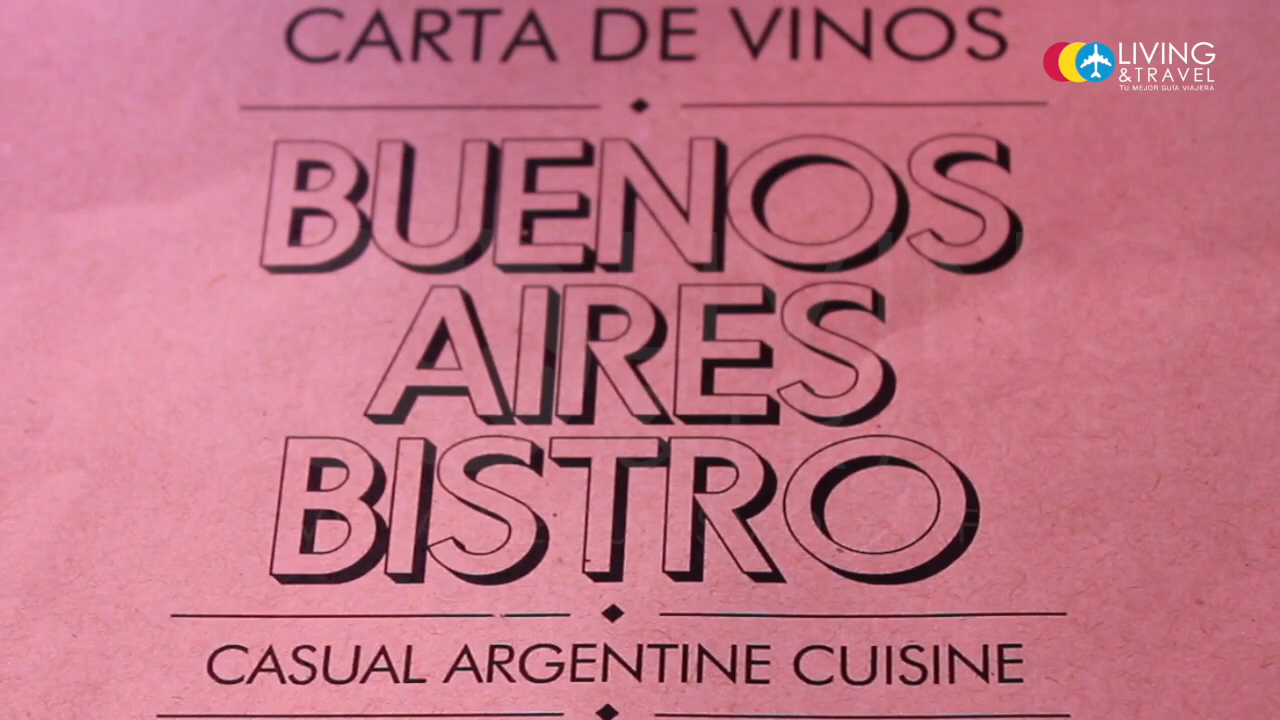 CARTA DE VINOS
LIVING
&TRAVEL
TU MEJOR GUÍA VIAJERA
BUENOS
AIRES
BISTRO
CASUAL ARGENTINE CUISINE